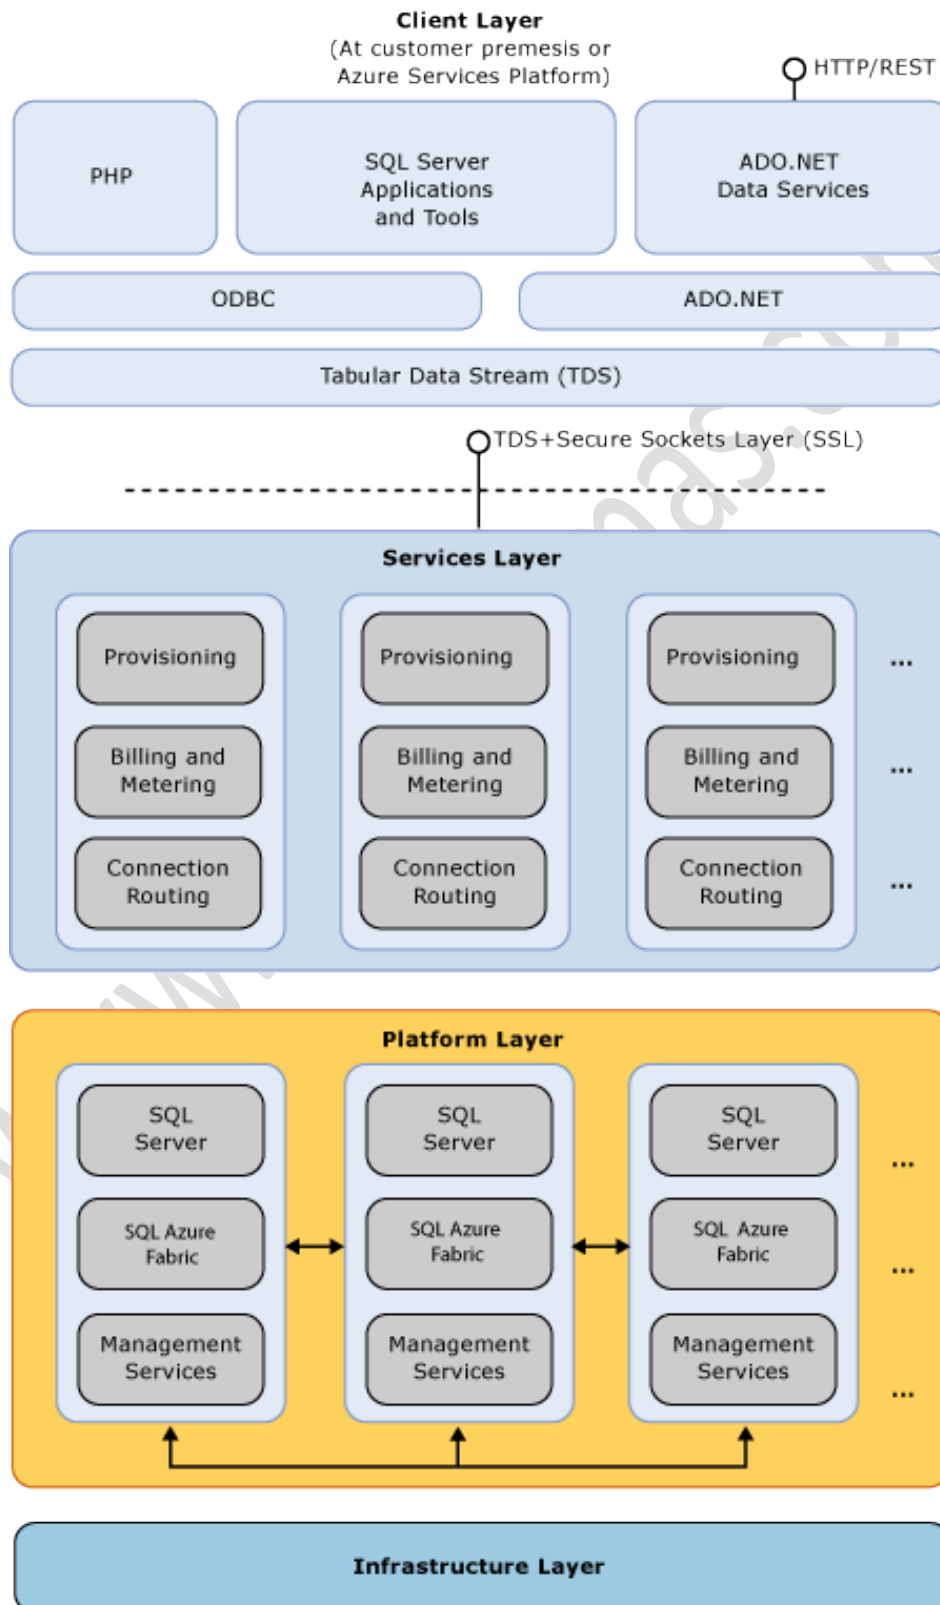 Client Layer
(At customer premesis or
Azure Services Platform)
HTTP/REST
PHP
SQL Server
Applications
and Tools
ADO.NET
Data Services
ODBC
ADO.NET
Tabular Data Stream (TDS)
TDS+Secure Sockets Layer (SSL)
Services Layer
Provisioning
Provisioning
Provisioning
...
Billing and
Metering
Billing and
Metering
Billing and
Metering
...
Connection
Routing
Connection
Routing
Connection
Routing
...
Platform Layer
SQL
Server
SQL
Server
SQL
Server
...
SQL Azure
Fabric
SQL Azure
Fabric
SQL Azure
Fabric
...
Management
Services
Management
Services
Management
Services
...
Infrastructure Layer